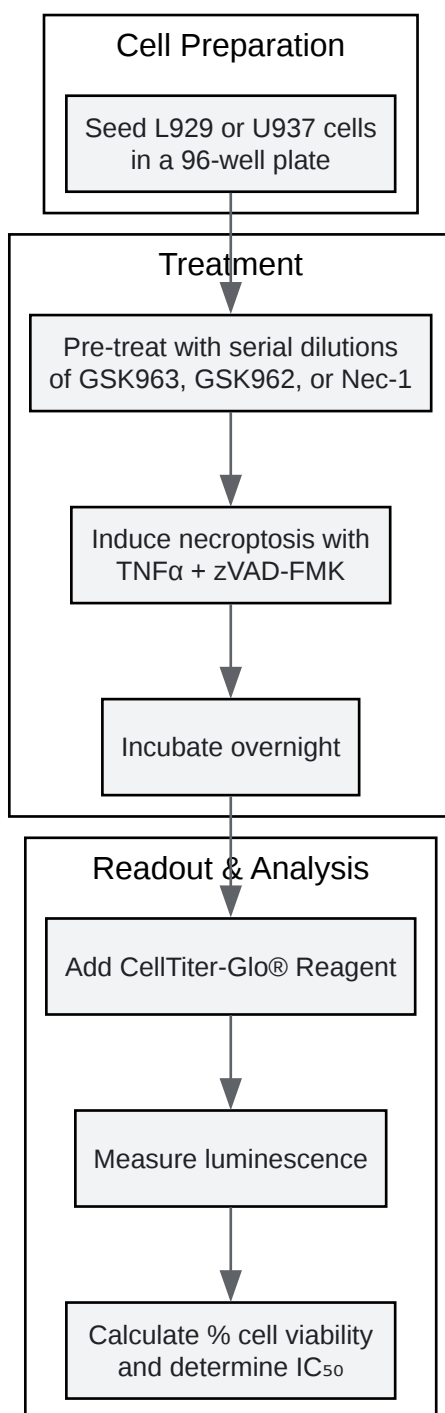 Cell Preparation
Seed L929 or U937 cells
in a 96-well plate
Treatment
Pre-treat with serial dilutions
of GSK963, GSK962, or Nec-1
Induce necroptosis with
TNFα + zVAD-FMK
Incubate overnight
Readout & Analysis
Add CellTiter-Glo® Reagent
Measure luminescence
Calculate % cell viability
and determine IC₅₀